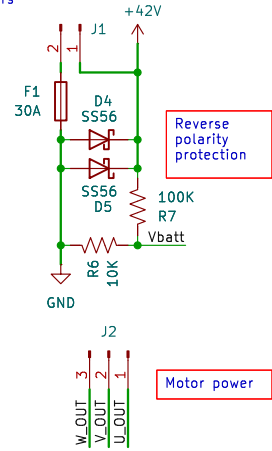 rs
+42V
J1
2
1
F1
30A
D4
SS56
Reverse
polarity
protection
SS56
D5
100K
R7
Vbatt
R6
10K
GND
J2
3
2
1
Motor power
W_OUT
V_OUT
U_OUT